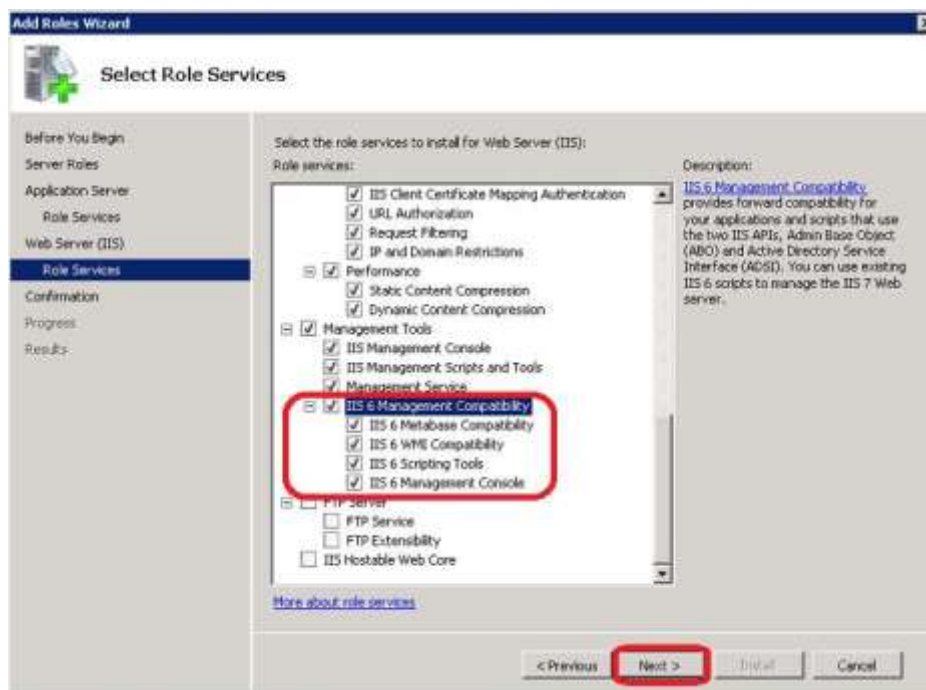 Add Roles Wizard
Select Role Services
Before You Begin
Server Roles
Application Server
Role Services
Web Server (IIS)
Role Services
Confirmation
Progress
Results
Select the role services to install for Web Server (IIS):
Role services:
IIS Client Certificate Mapping Authentication
URL Authorization
Request Filtering
IP and Domain Restrictions
Performance
Static Content Compression
Dynamic Content Compression
Management Tools
IIS Management Console
IIS Management Scripts and Tools
Management Service
IIS 6 Management Compatibility
IIS 6 Metabase Compatibility
IIS 6 WMI Compatibility
IIS 6 Scripting Tools
IIS 6 Management Console
FTP Server
FTP Service
FTP Extensibility
IIS Hostable Web Core
More about role services
Description:
IIS 6 Management Compatibility
provides forward compatibility for
your applications and scripts that use
the two IIS APIs, Admin Base Object
(ABO) and Active Directory Service
Interface (ADSI). You can use existing
IIS 6 scripts to manage the IIS 7 Web
server.
< Previous
Next >
Install
Cancel